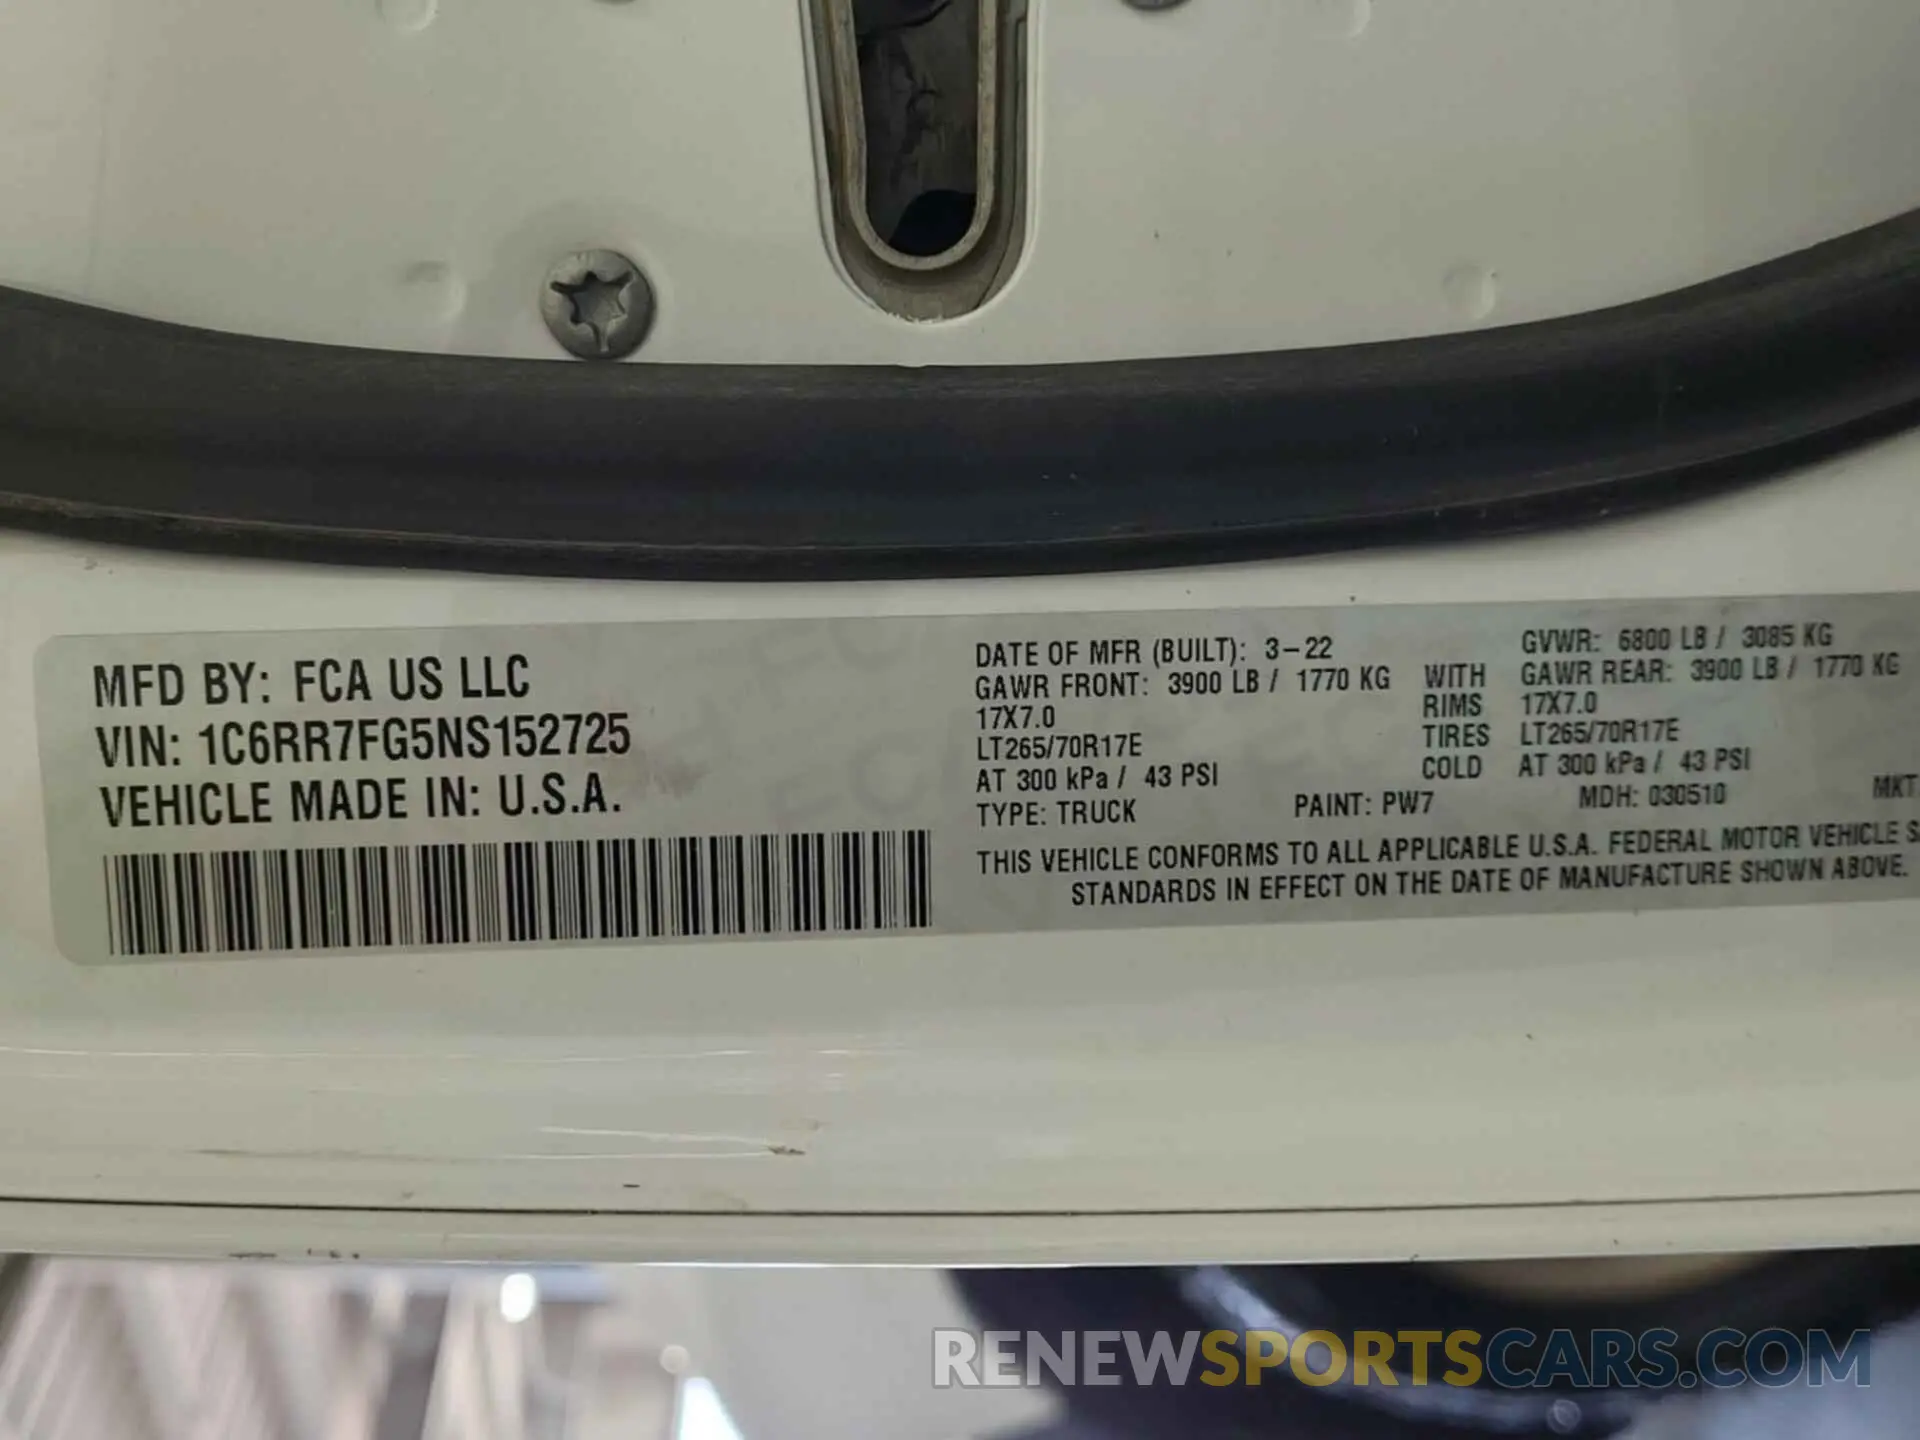 MFD BY: FCA US LLC
VIN: 1C6RR7FG5NS152725
VEHICLE MADE IN: U.S.A.
DATE OF MFR (BUILT): 3-22 GVWR: 6800 LB / 3085 KG
GAWR FRONT: 3900 LB / 1770 KG WITH GAWR REAR: 3900 LB / 1770 KG
17X7.0 RIMS 17X7.0
LT265/70R17E TIRES LT265/70R17E
AT 300 kPa / 43 PSI COLD AT 300 kPa / 43 PSI
TYPE: TRUCK PAINT: PW7 MDH: 030510 MKT
THIS VEHICLE CONFORMS TO ALL APPLICABLE U.S.A. FEDERAL MOTOR VEHICLE
STANDARDS IN EFFECT ON THE DATE OF MANUFACTURE SHOWN ABOVE.
RENEWSPORTSCARS.COM